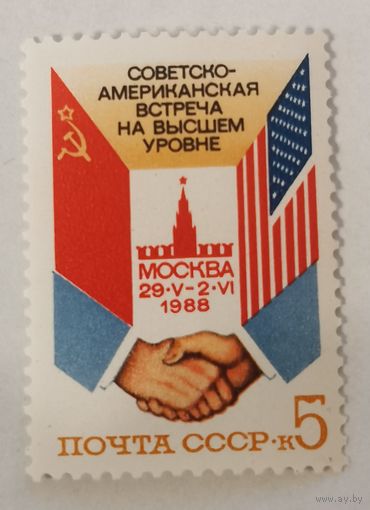 СОВЕТСКО-
АМЕРИКАНСКАЯ
ВСТРЕЧА
НА ВЫСШЕМ
УРОВНЕ
МОСКВА
29·V–2·VI
1988
ПОЧТА СССР·к5
www.ay.by